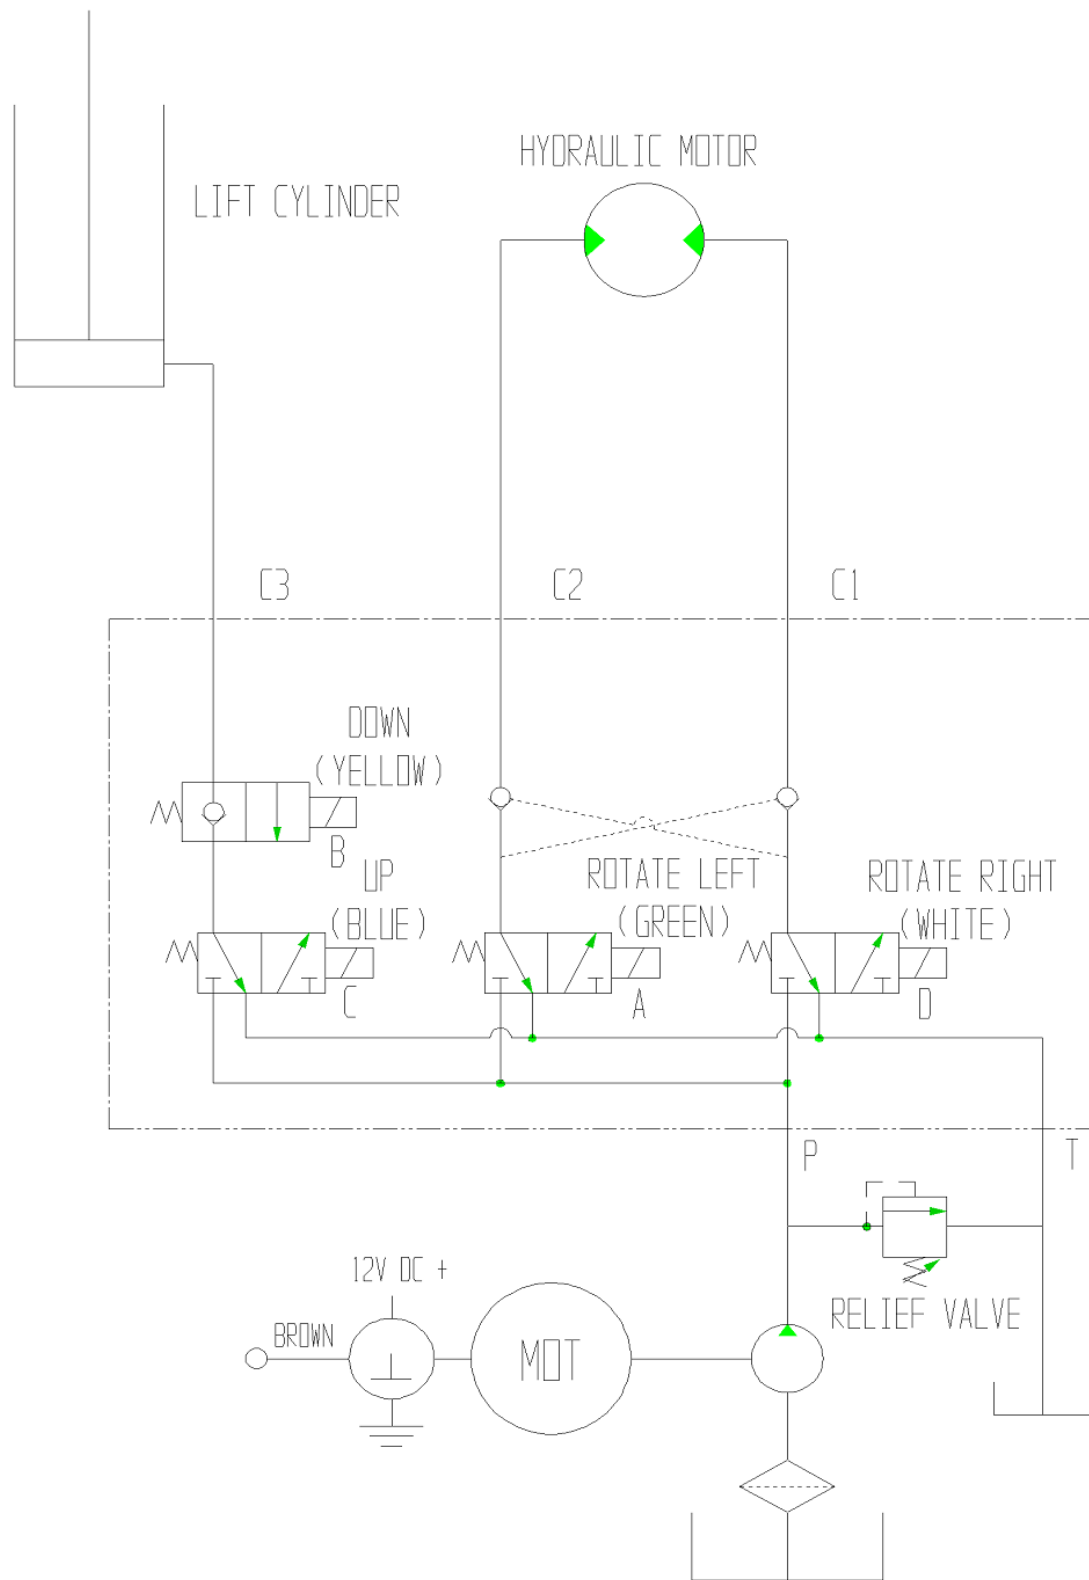 HYDRAULIC MOTOR
LIFT CYLINDER
C3
C2
C1
DOWN
(YELLOW)
B
UP
(BLUE)
C
ROTATE LEFT
(GREEN)
A
ROTATE RIGHT
(WHITE)
D
P
T
12V DC +
BROWN
MOT
RELIEF VALVE